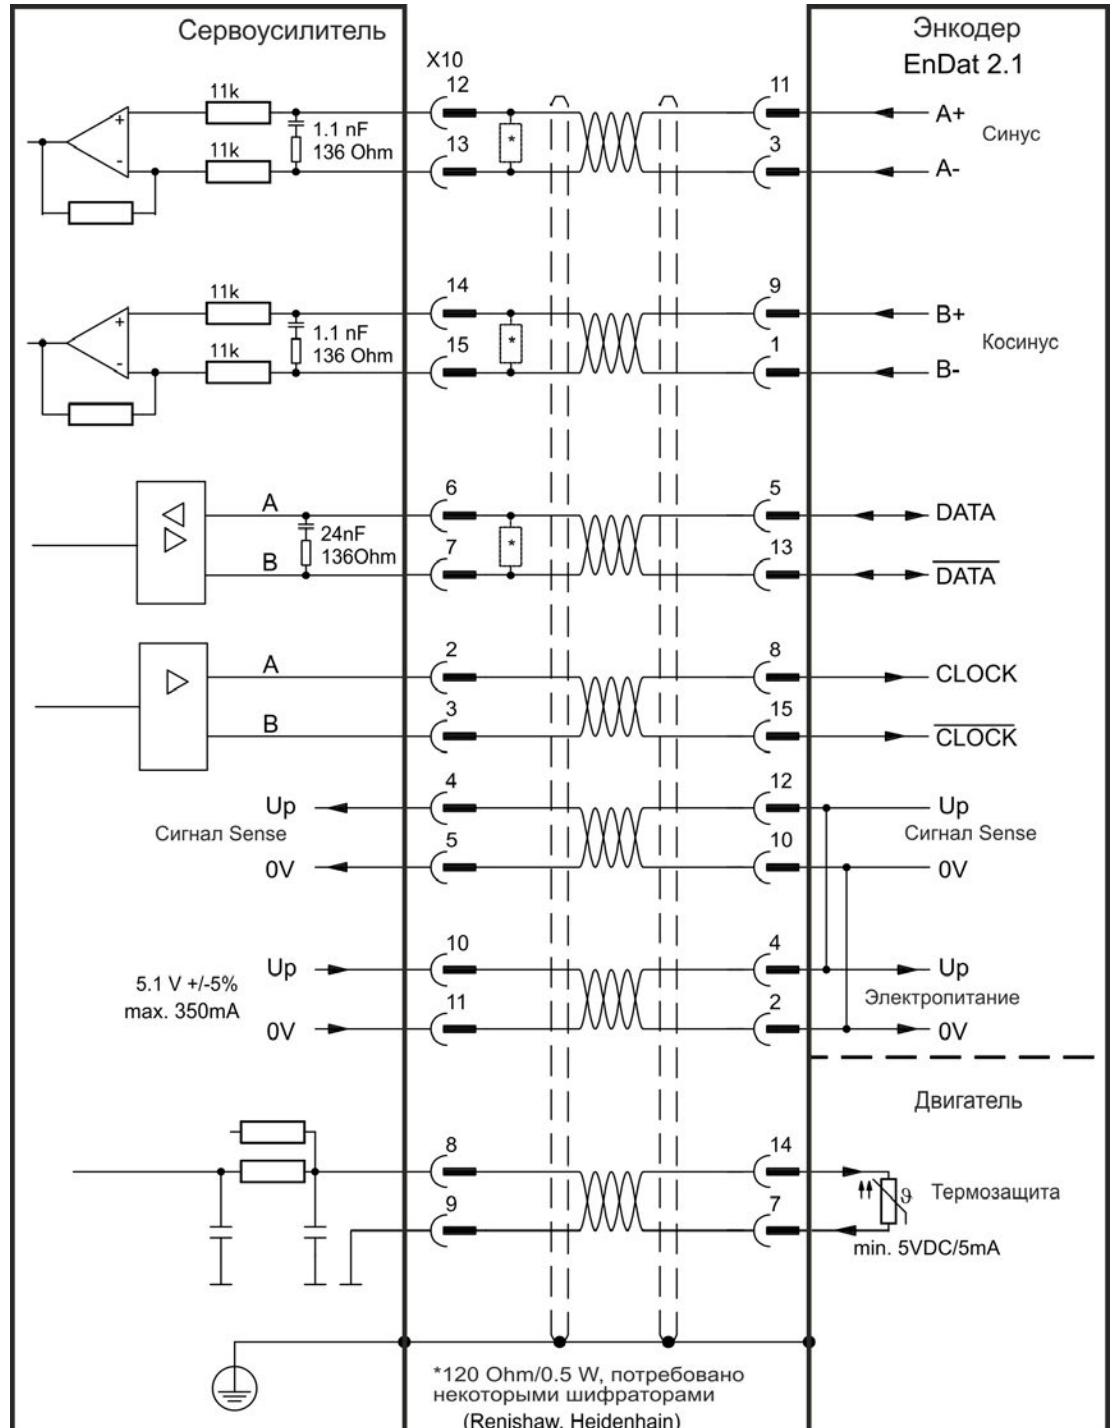 Сервоусилитель
Энкодер
EnDat 2.1
X10
11k
12
11
A+
1.1 nF
136 Ohm
*
Синус
11k
13
3
A-
11k
14
9
B+
1.1 nF
136 Ohm
*
Косинус
11k
15
1
B-
A
6
5
DATA
24nF
136Ohm
*
B
7
13
DATA
A
2
8
CLOCK
B
3
15
CLOCK
Up
4
12
Up
Сигнал Sense
Сигнал Sense
0V
5
10
0V
Up
10
4
Up
5.1 V +/-5%
max. 350mA
Электропитание
0V
11
2
0V
Двигатель
8
14
ϑ
Термозащита
9
7
min. 5VDC/5mA
*120 Ohm/0.5 W, потребовано
некоторыми шифраторами
(Renishaw, Heidenhain)